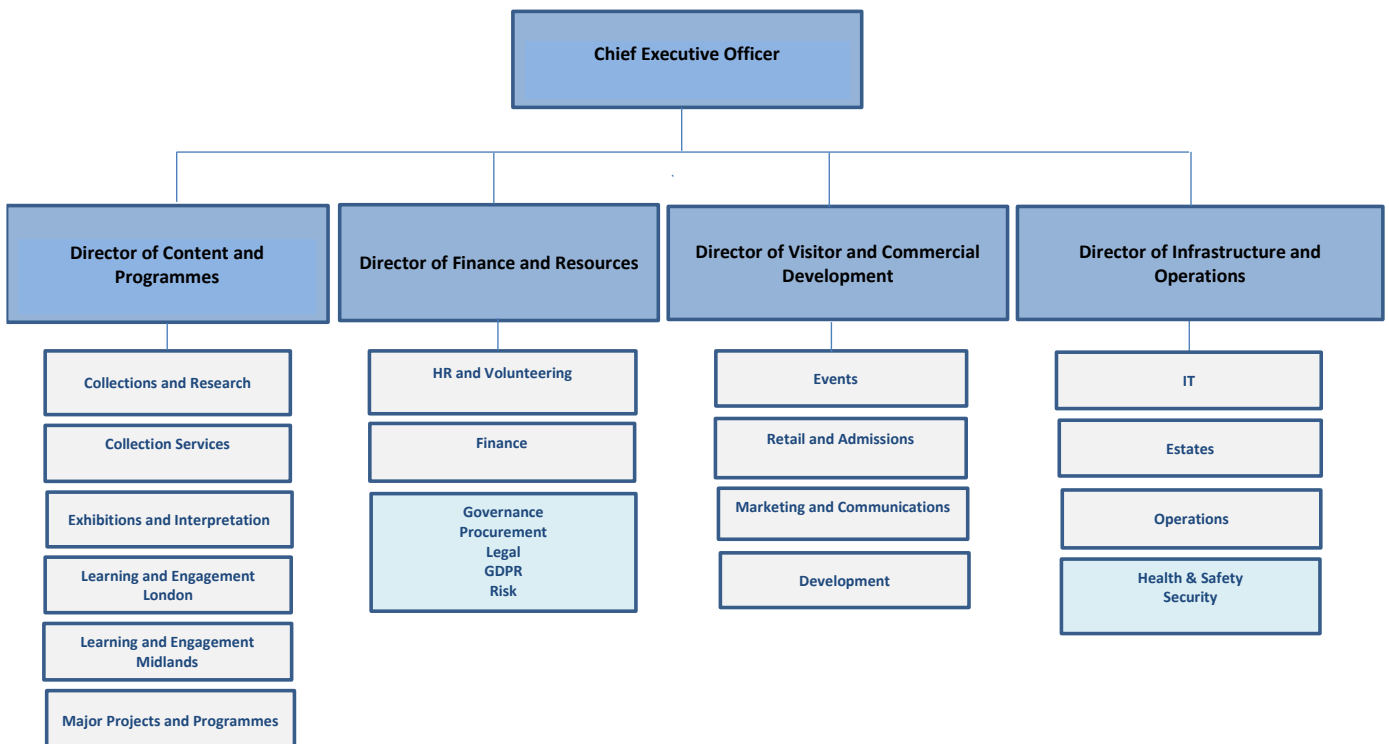 Chief Executive Officer
Director of Content and
Programmes
Director of Finance and Resources
Director of Visitor and Commercial
Development
Director of Infrastructure and
Operations
Collections and Research
Collection Services
Exhibitions and Interpretation
Learning and Engagement
London
Learning and Engagement
Midlands
Major Projects and Programmes
HR and Volunteering
Finance
Governance
Procurement
Legal
GDPR
Risk
Events
Retail and Admissions
Marketing and Communications
Development
IT
Estates
Operations
Health & Safety
Security